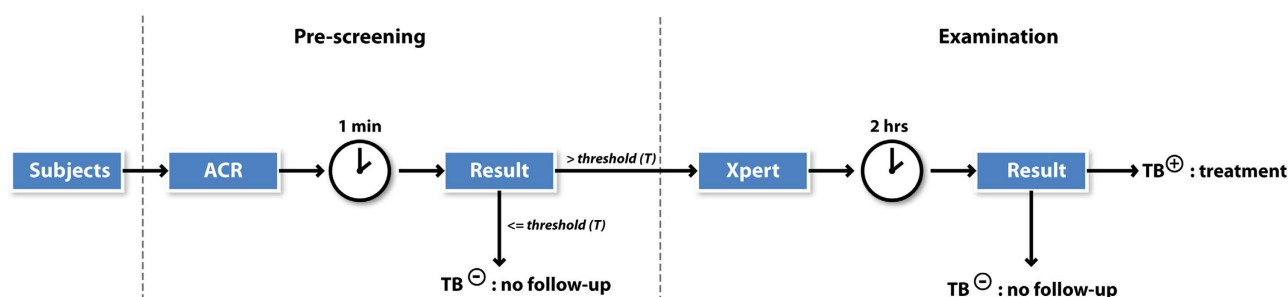 Pre-screening
Examination
1 min
2 hrs
Subjects
ACR
Result
> threshold (T)
Xpert
Result
TB⊕ : treatment
<= threshold (T)
TB⊖ : no follow-up
TB⊖ : no follow-up